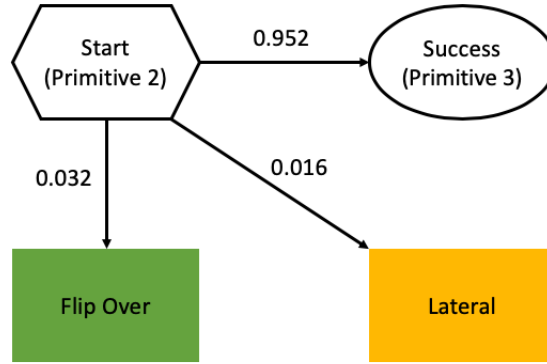 Start
(Primitive 2)
0.952
Success
(Primitive 3)
0.032
0.016
Flip Over
Lateral